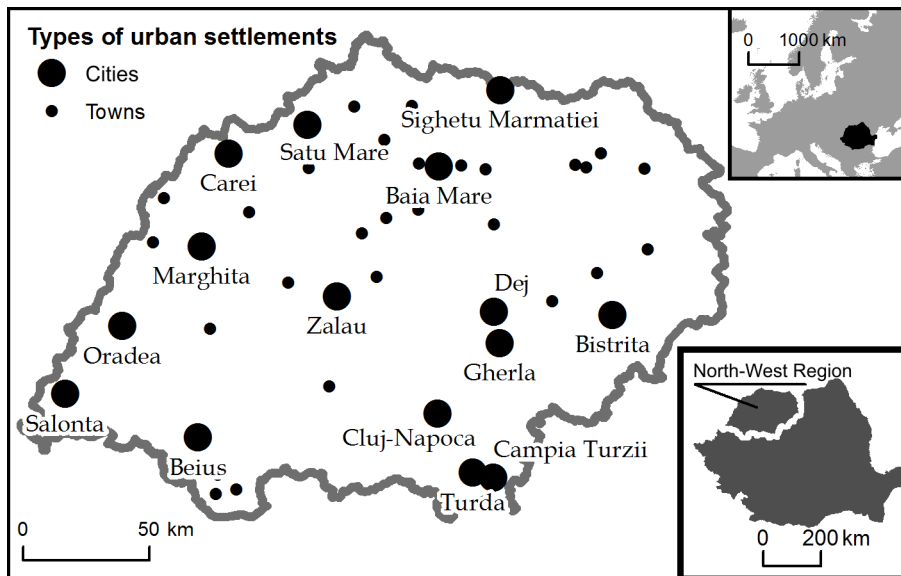 Types of urban settlements
Cities
Towns
0 1000 km
Sighetu Marmatiei
Satu Mare
Carei
Baia Mare
Marghita
Dej
Zalau
Oradea
Bistrita
Gherla
North-West Region
Salonta
Cluj-Napoca
Campia Turzii
Beius
Turda
0 50 km
0 200 km